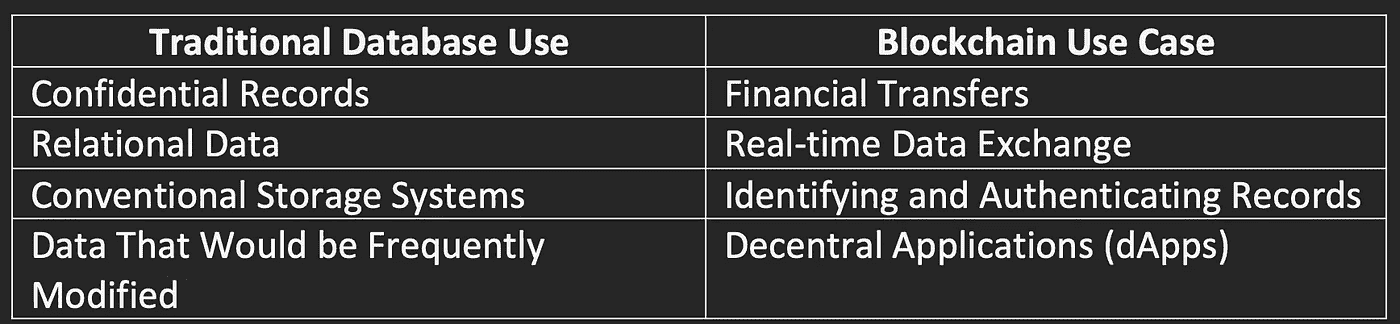 Traditional Database Use
Blockchain Use Case
Confidential Records
Financial Transfers
Relational Data
Real-time Data Exchange
Conventional Storage Systems
Identifying and Authenticating Records
Data That Would be Frequently
Modified
Decentral Applications (dApps)